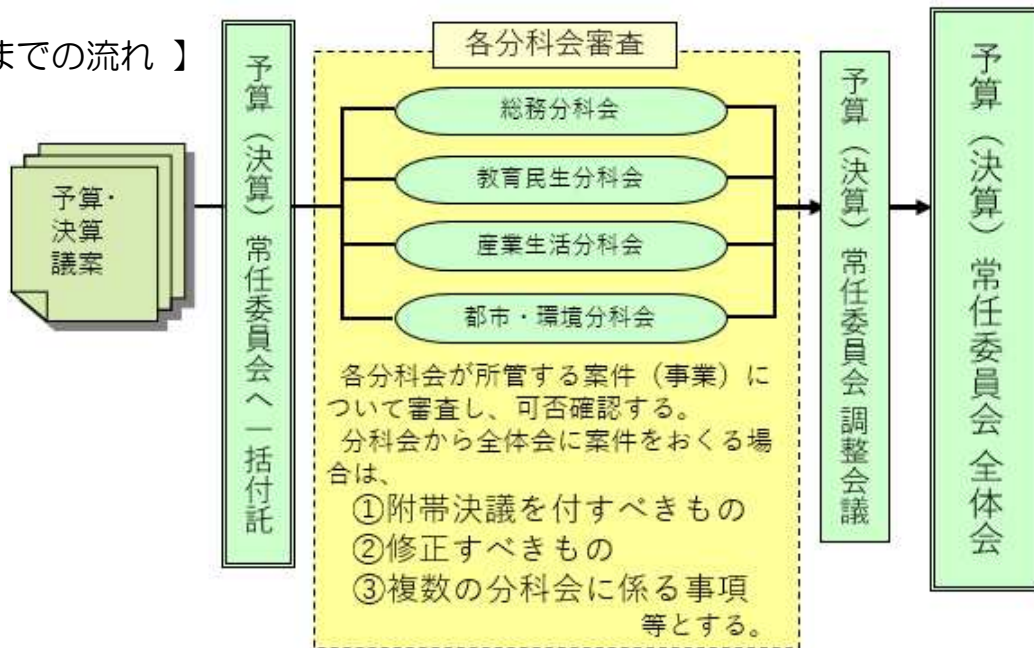 までの流れ 】
予算・
決算
議案
予算（決算）常任委員会へ一括付託
各分科会審査
総務分科会
教育民生分科会
産業生活分科会
都市・環境分科会
各分科会が所管する案件（事業）に
ついて審査し、可否確認する。
分科会から全体会に案件をおくる場
合は、
①附帯決議を付すべきもの
②修正すべきもの
③複数の分科会に係る事項
等とする。
予算（決算）常任委員会 調整会議
予算（決算）常任委員会 全体会